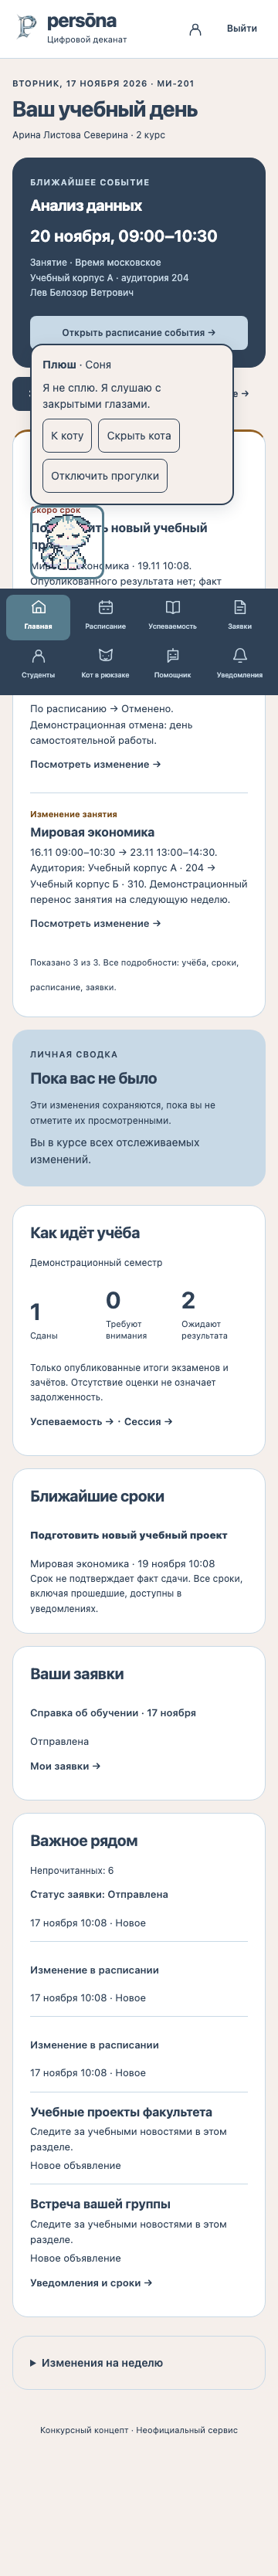 persōna
Цифровой деканат
Выйти
ВТОРНИК, 17 НОЯБРЯ 2026 · МИ-201
Ваш учебный день
Арина Листова Северина · 2 курс
БЛИЖАЙШЕЕ СОБЫТИЕ
Анализ данных
20 ноября, 09:00–10:30
Занятие · Время московское
Учебный корпус А · аудитория 204
Лев Белозор Ветрович
Открыть расписание события →
Плюш · Соня
Я не сплю. Я слушаю с
закрытыми глазами.
К коту
Скрыть кота
Отключить прогулки
Скоро срок
новый учебный
19.11 10:08.
результата нет; факт
Главная
Расписание
Успеваемость
Заявки
Студенты
Кот в рюкзаке
Помощник
Уведомления
По расписанию → Отменено.
Демонстрационная отмена: день
самостоятельной работы.
Посмотреть изменение →
Изменение занятия
Мировая экономика
16.11 09:00–10:30 → 23.11 13:00–14:30.
Аудитория: Учебный корпус А · 204 →
Учебный корпус Б · 310. Демонстрационный
перенос занятия на следующую неделю.
Посмотреть изменение →
Показано 3 из 3. Все подробности: учёба, сроки,
расписание, заявки.
ЛИЧНАЯ СВОДКА
Пока вас не было
Эти изменения сохраняются, пока вы не
отметите их просмотренными.
Вы в курсе всех отслеживаемых
изменений.
Как идёт учёба
Демонстрационный семестр
1
Сданы
0
Требуют
внимания
2
Ожидают
результата
Только опубликованные итоги экзаменов и
зачётов. Отсутствие оценки не означает
задолженность.
Успеваемость → · Сессия →
Ближайшие сроки
Подготовить новый учебный проект
Мировая экономика · 19 ноября 10:08
Срок не подтверждает факт сдачи. Все сроки,
включая прошедшие, доступны в
уведомлениях.
Ваши заявки
Справка об обучении · 17 ноября
Отправлена
Мои заявки →
Важное рядом
Непрочитанных: 6
Статус заявки: Отправлена
17 ноября 10:08 · Новое
Изменение в расписании
17 ноября 10:08 · Новое
Изменение в расписании
17 ноября 10:08 · Новое
Учебные проекты факультета
Следите за учебными новостями в этом
разделе.
Новое объявление
Встреча вашей группы
Следите за учебными новостями в этом
разделе.
Новое объявление
Уведомления и сроки →
Изменения на неделю
Конкурсный концепт · Неофициальный сервис